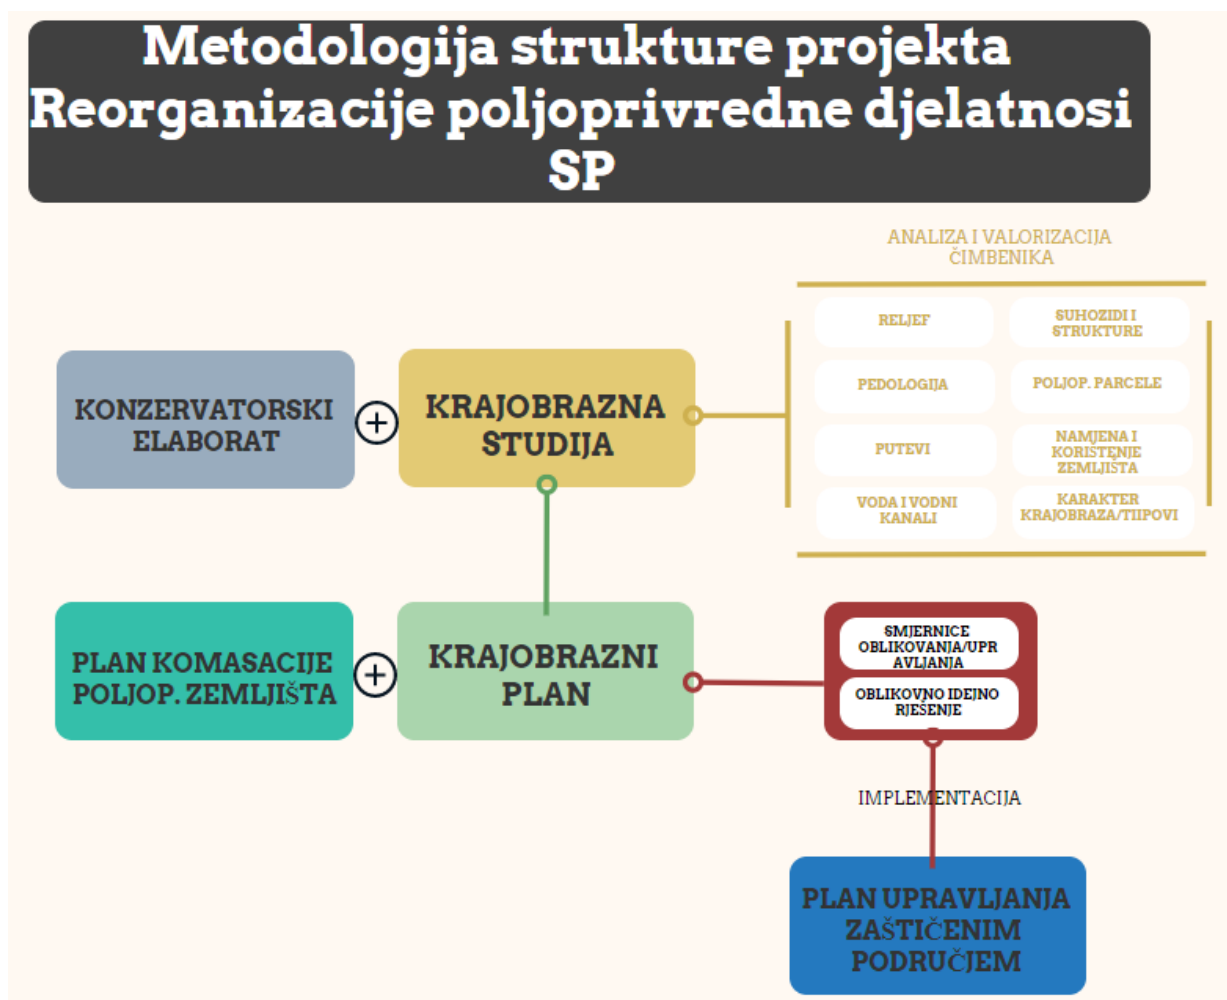 Metodologija strukture projekta
Reorganizacije poljoprivredne djelatnosi
SP
ANALIZA I VALORIZACIJA
ČIMBENIKA
RELJEF
SUHOZIDI I
STRUKTURE
PEDOLOGIJA
POLJOP. PARCELE
PUTEVI
NAMJENA I
KORIŠTENJE
ZEMLJIŠTA
VODA I VODNI
KANALI
KARAKTER
KRAJOBRAZA/TIIPOVI
KONZERVATORSKI
ELABORAT
+
KRAJOBRAZNA
STUDIJA
PLAN KOMASACIJE
POLJOP. ZEMLJIŠTA
+
KRAJOBRAZNI
PLAN
SMJERNICE
OBLIKOVANJA/UPR
AVLJANJA
OBLIKOVNO IDEJNO
RJEŠENJE
IMPLEMENTACIJA
PLAN UPRAVLJANJA
ZAŠTIČENIM
PODRUČJEM